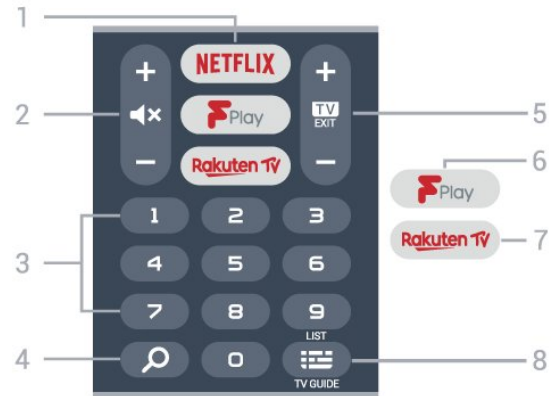 1
NETFLIX
+ +
2
F Play
TV
EXIT
5
− −
Rakuten TV
6
F Play
3
1 2 3
Rakuten TV
7
4 5 6
7 8 9
LIST
4
0
8
TV GUIDE